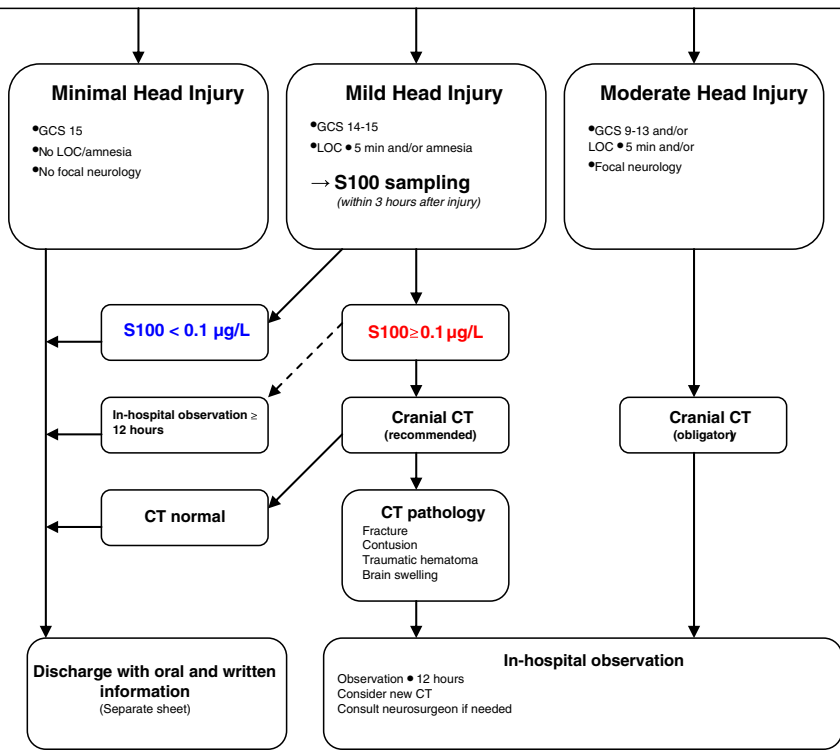 Minimal Head Injury
●GCS 15
●No LOC/amnesia
●No focal neurology
Mild Head Injury
●GCS 14-15
●LOC ● 5 min and/or amnesia
→ S100 sampling
(within 3 hours after injury)
Moderate Head Injury
●GCS 9-13 and/or
LOC ● 5 min and/or
●Focal neurology
S100 < 0.1 µg/L
S100≥0.1 µg/L
In-hospital observation ≥
12 hours
Cranial CT
(recommended)
Cranial CT
(obligatory)
CT normal
CT pathology
Fracture
Contusion
Traumatic hematoma
Brain swelling
Discharge with oral and written
information
(Separate sheet)
In-hospital observation
Observation ● 12 hours
Consider new CT
Consult neurosurgeon if needed